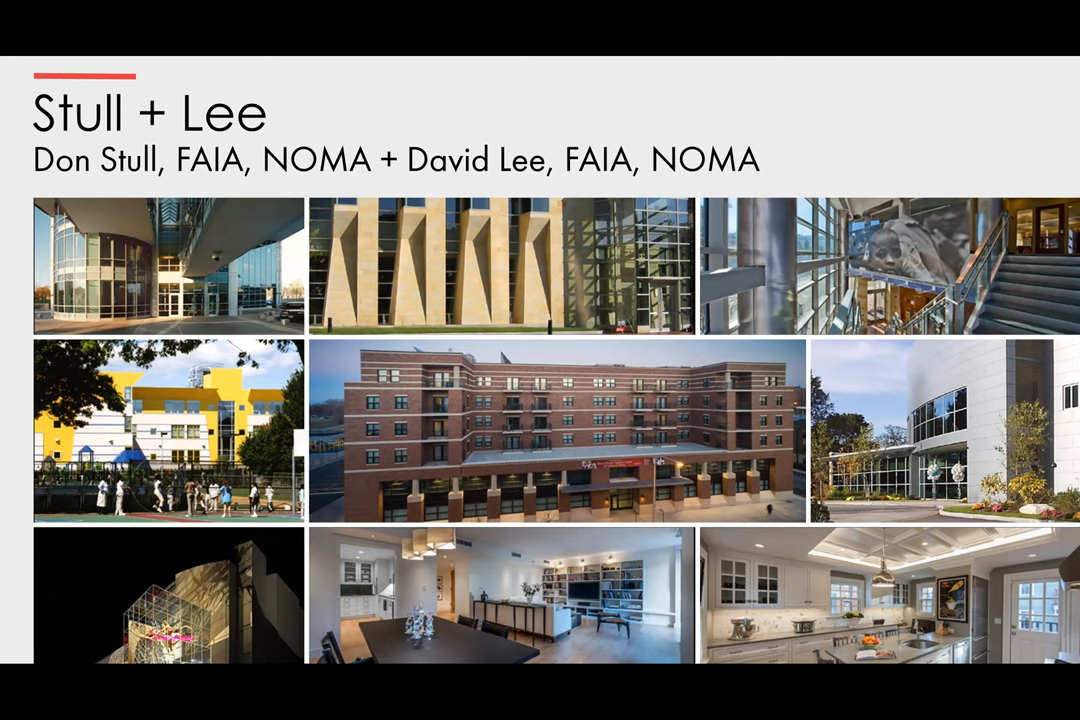 Stull + Lee
Don Stull, FAIA, NOMA + David Lee, FAIA, NOMA